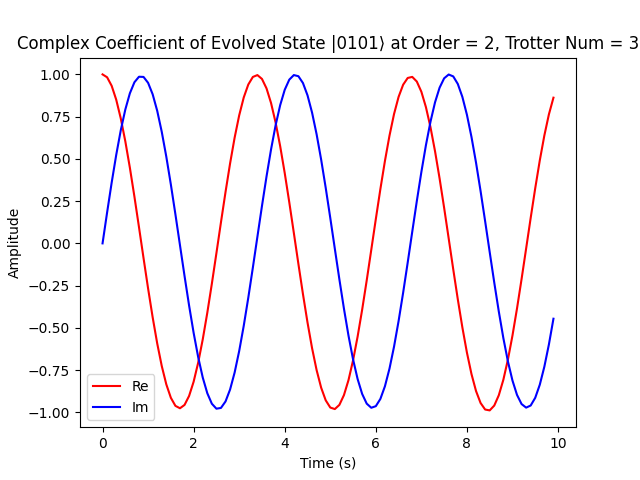 Complex Coefficient of Evolved State |0101⟩ at Order = 2, Trotter Num = 3
1.00
0.75
0.50
0.25
0.00
−0.25
−0.50
−0.75
−1.00
Amplitude
Re
Im
0 2 4 6 8 10
Time (s)